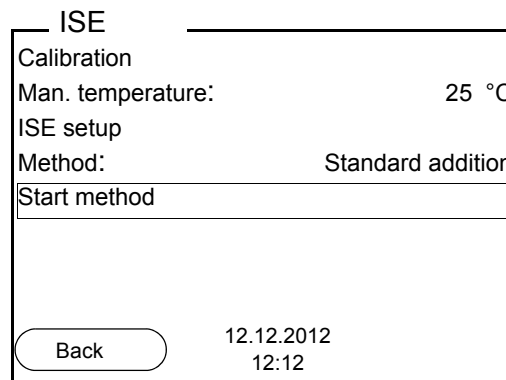 ISE
Calibration
Man. temperature: 25 °C
ISE setup
Method: Standard addition
Start method
Back
12.12.2012
12:12